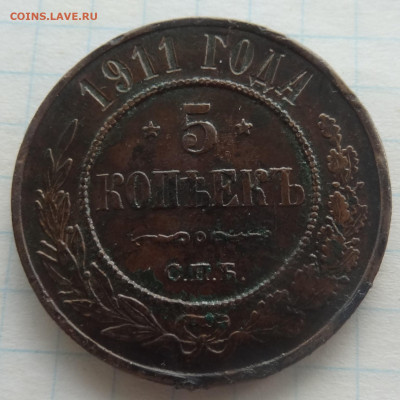 COINS.LAVE.RU
1911 ГОДА
5
КОПѢЕКЪ
С.П.Б.